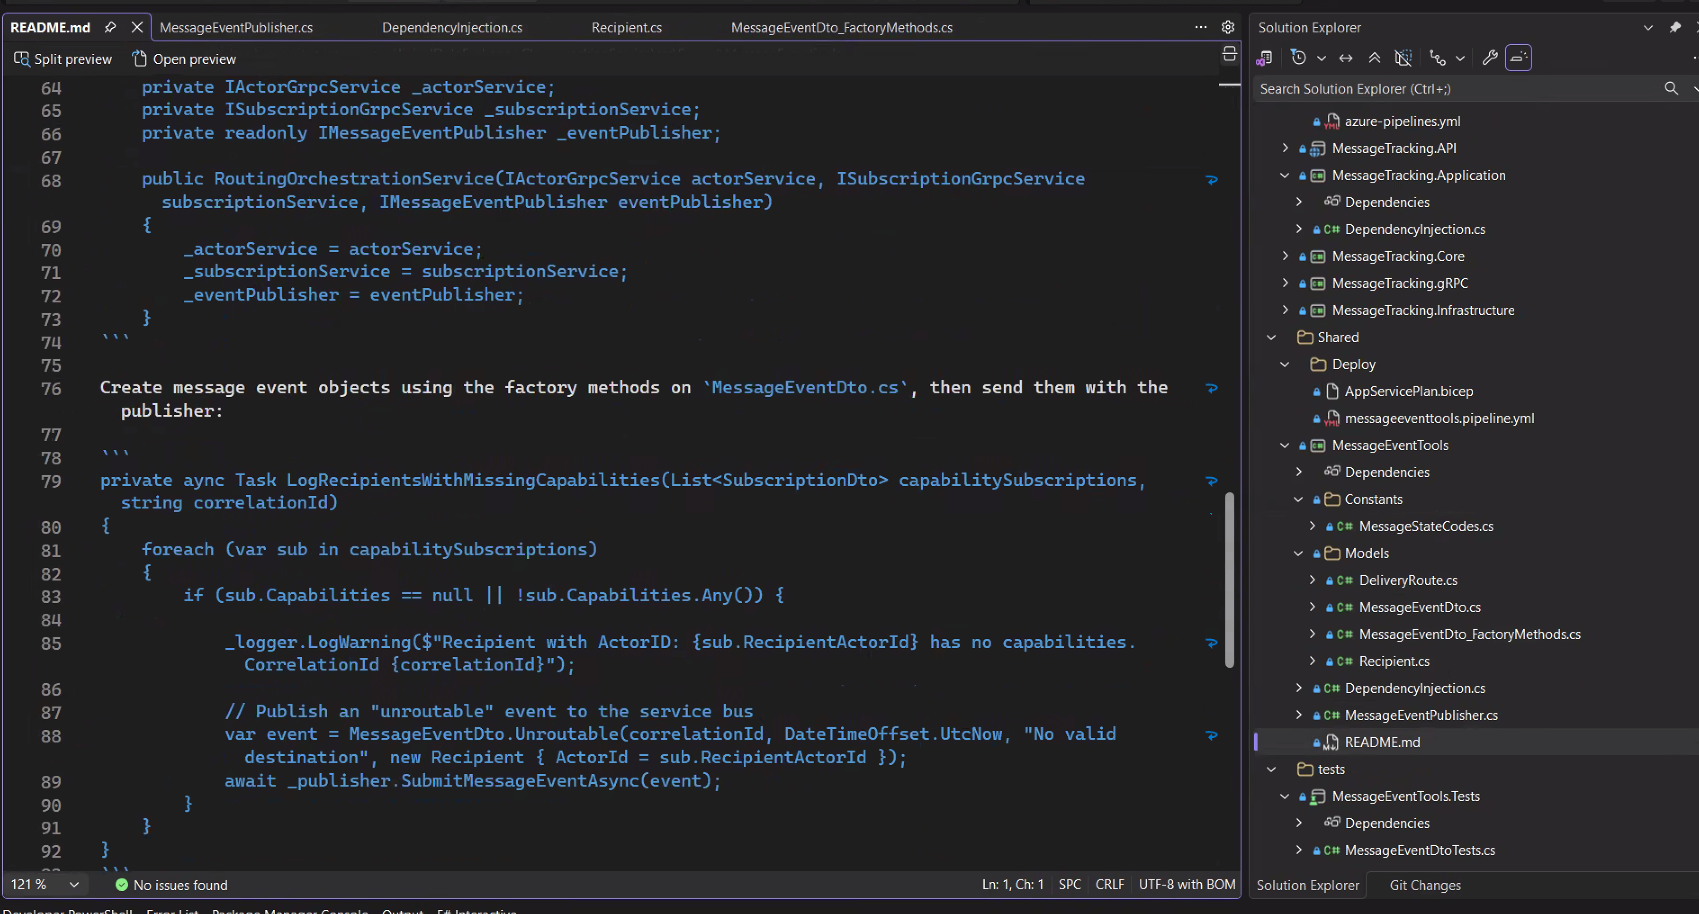 README.md
MessageEventPublisher.cs
DependencyInjection.cs
Recipient.cs
MessageEventDto_FactoryMethods.cs
Split preview
Open preview
64 private IActorGrpcService _actorService;
65 private ISubscriptionGrpcService _subscriptionService;
66 private readonly IMessageEventPublisher _eventPublisher;
67
68 public RoutingOrchestrationService(IActorGrpcService actorService, ISubscriptionGrpcService
subscriptionService, IMessageEventPublisher eventPublisher)
69 {
70 _actorService = actorService;
71 _subscriptionService = subscriptionService;
72 _eventPublisher = eventPublisher;
73 }
74 ```
75
76 Create message event objects using the factory methods on `MessageEventDto.cs`, then send them with the
publisher:
77
78 ```
79 private aync Task LogRecipientsWithMissingCapabilities(List<SubscriptionDto> capabilitySubscriptions,
string correlationId)
80 {
81 foreach (var sub in capabilitySubscriptions)
82 {
83 if (sub.Capabilities == null || !sub.Capabilities.Any()) {
84
85 _logger.LogWarning($"Recipient with ActorID: {sub.RecipientActorId} has no capabilities.
CorrelationId {correlationId}");
86
87 // Publish an "unroutable" event to the service bus
88 var event = MessageEventDto.Unroutable(correlationId, DateTimeOffset.UtcNow, "No valid
destination", new Recipient { ActorId = sub.RecipientActorId });
89 await _publisher.SubmitMessageEventAsync(event);
90 }
91 }
92 }
121 %
No issues found
Ln: 1, Ch: 1
SPC
CRLF
UTF-8 with BOM
Developer PowerShell
Error List
Package Manager Console
Output
F# Interactive
Solution Explorer
Search Solution Explorer (Ctrl+;)
azure-pipelines.yml
MessageTracking.API
MessageTracking.Application
Dependencies
C# DependencyInjection.cs
MessageTracking.Core
MessageTracking.gRPC
MessageTracking.Infrastructure
Shared
Deploy
AppServicePlan.bicep
messageeventtools.pipeline.yml
MessageEventTools
Dependencies
Constants
C# MessageStateCodes.cs
Models
C# DeliveryRoute.cs
C# MessageEventDto.cs
C# MessageEventDto_FactoryMethods.cs
C# Recipient.cs
C# DependencyInjection.cs
C# MessageEventPublisher.cs
README.md
tests
MessageEventTools.Tests
Dependencies
C# MessageEventDtoTests.cs
Solution Explorer
Git Changes